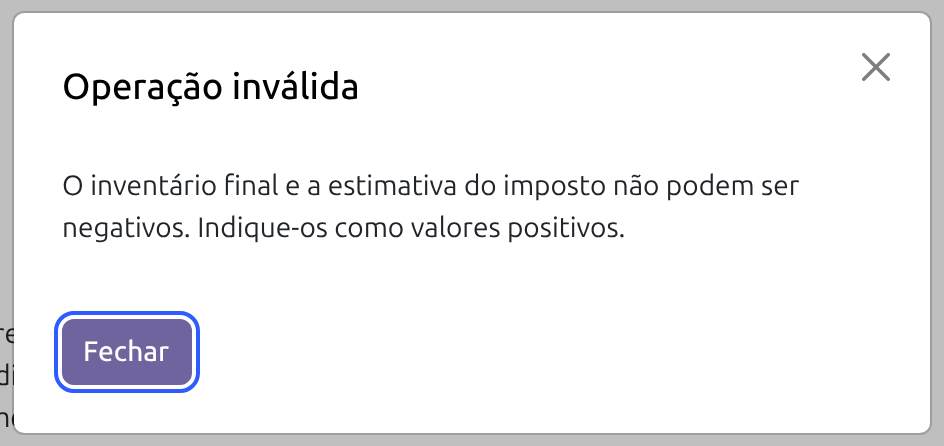 Operação inválida
O inventário final e a estimativa do imposto não podem ser
negativos. Indique-os como valores positivos.
Fechar